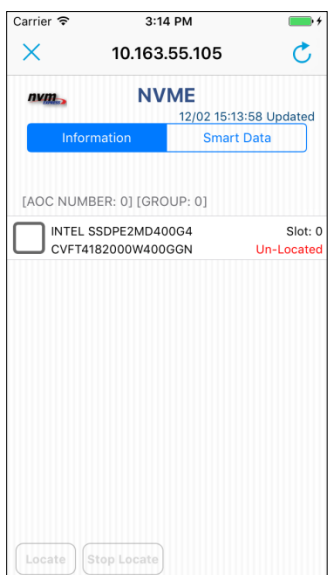 Carrier 3:14 PM
10.163.55.105
nvm
NVME
12/02 15:13:58 Updated
Information Smart Data
[AOC NUMBER: 0] [GROUP: 0]
INTEL SSDPE2MD400G4 Slot: 0
CVFT4182000W400GGN Un-Located
Locate Stop Locate